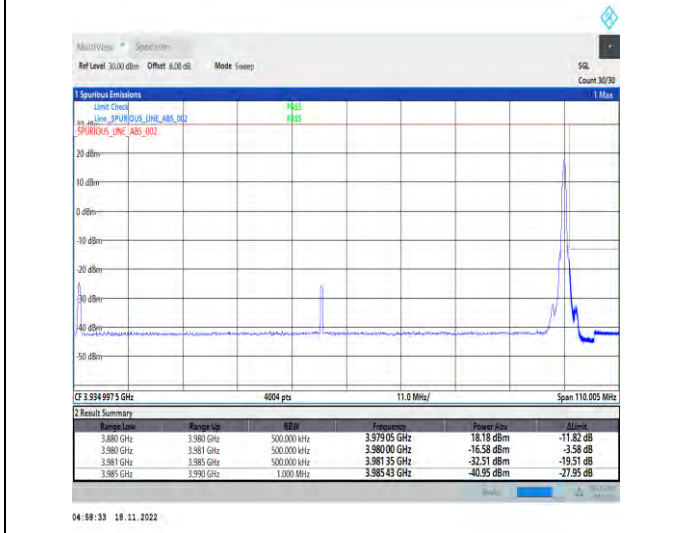 MultiView Spectrum
Ref Level 30.00 dBm Offset 8.08 dB Mode Sweep SGL
Count 30/30
1 Spurious Emissions 1 Max
Limit Check PASS
Line _SPURIOUS_LINE_ABS_002 PASS
_SPURIOUS_LINE_ABS_002
20 dBm
10 dBm
0 dBm
-10 dBm
-20 dBm
-30 dBm
-40 dBm
-50 dBm
CF 3.934 997 5 GHz 4004 pts 11.0 MHz/ Span 110.005 MHz
2 Result Summary
Range Low Range Up RBW Frequency Power Abs ΔLimit
3.880 GHz 3.980 GHz 500.000 kHz 3.979 05 GHz 18.18 dBm -11.82 dB
3.980 GHz 3.981 GHz 500.000 kHz 3.980 00 GHz -16.58 dBm -3.58 dB
3.981 GHz 3.985 GHz 500.000 kHz 3.981 35 GHz -32.51 dBm -19.51 dB
3.985 GHz 3.990 GHz 1.000 MHz 3.985 43 GHz -40.95 dBm -27.95 dB
04:58:33 18.11.2022